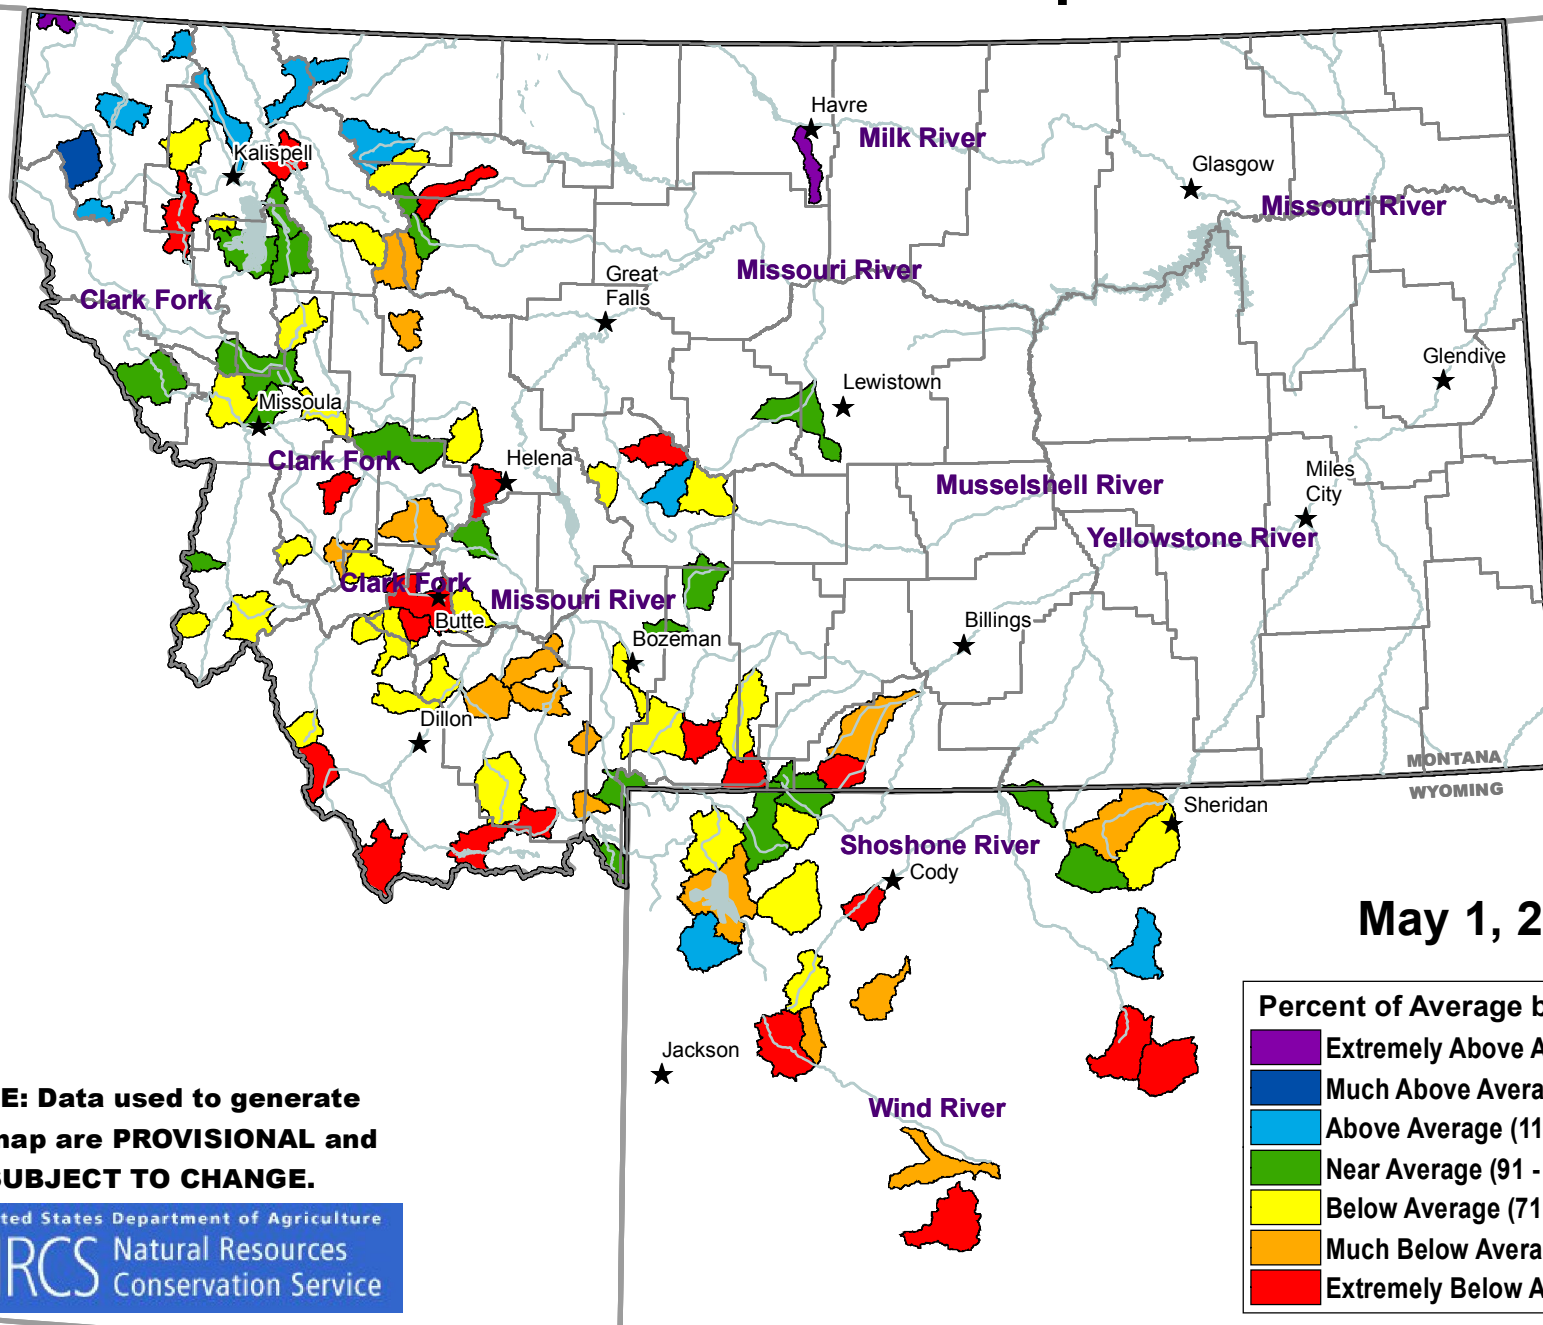 Havre
Milk River
Kalispell
Glasgow
Missouri River
Missouri River
Great
Falls
Clark Fork
Glendive
Lewistown
Missoula
Clark Fork
Helena
Miles
City
Musselshell River
Yellowstone River
Clark Fork
Missouri River
Butte
Billings
Bozeman
Dillon
MONTANA
WYOMING
Sheridan
Shoshone River
Cody
May 1, 2
Percent of Average b
Extremely Above A
Much Above Avera
Above Average (11
Near Average (91 -
Below Average (71
Much Below Avera
Extremely Below A
Jackson
Wind River
E: Data used to generate
map are PROVISIONAL and
SUBJECT TO CHANGE.
ted States Department of Agriculture
RCS
Natural Resources
Conservation Service